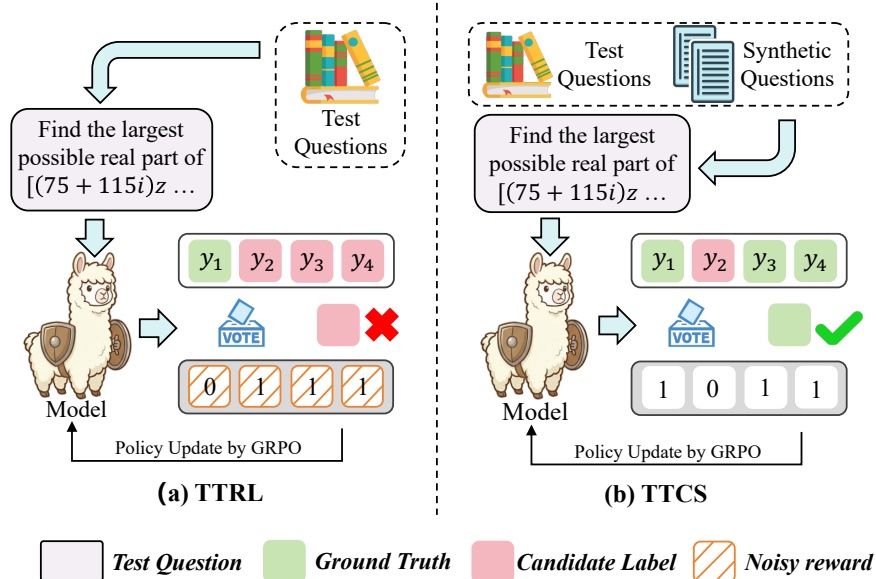 Test
Questions
Find the largest
possible real part of
[(75 + 115i)z ...
y₁ y₂ y₃ y₄
VOTE
0 1 1 1
Model
Policy Update by GRPO
(a) TTRL
Test
Questions
Synthetic
Questions
Find the largest
possible real part of
[(75 + 115i)z ...
y₁ y₂ y₃ y₄
VOTE
1 0 1 1
Model
Policy Update by GRPO
(b) TTCS
Test Question Ground Truth Candidate Label Noisy reward